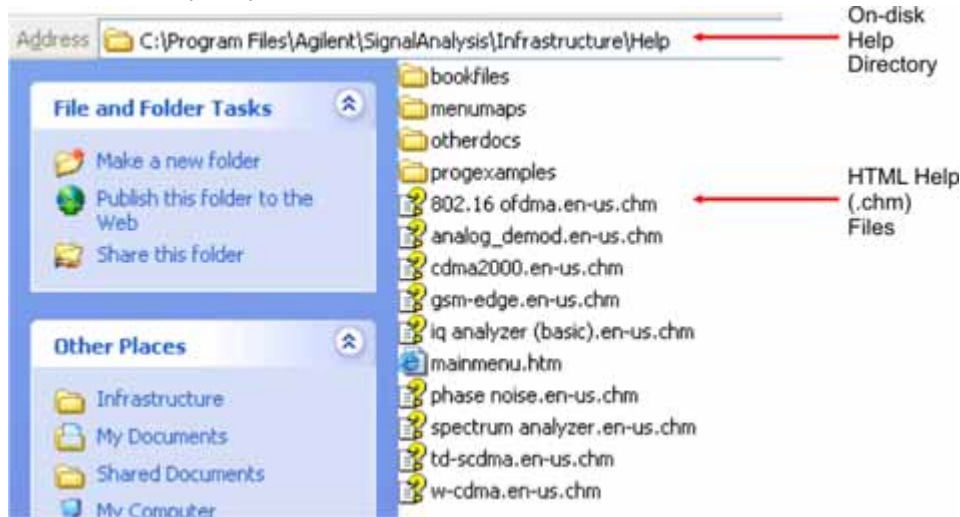 Address C:\Program Files\Agilent\SignalAnalysis\Infrastructure\Help
On-disk
Help
Directory
File and Folder Tasks
Make a new folder
Publish this folder to the
Web
Share this folder
Other Places
Infrastructure
My Documents
Shared Documents
My Computer
bookfiles
menumaps
otherdocs
progexamples
802.16 ofdma.en-us.chm
analog_demod.en-us.chm
cdma2000.en-us.chm
gsm-edge.en-us.chm
iq analyzer (basic).en-us.chm
mainmenu.htm
phase noise.en-us.chm
spectrum analyzer.en-us.chm
td-scdma.en-us.chm
w-cdma.en-us.chm
HTML Help
(.chm)
Files